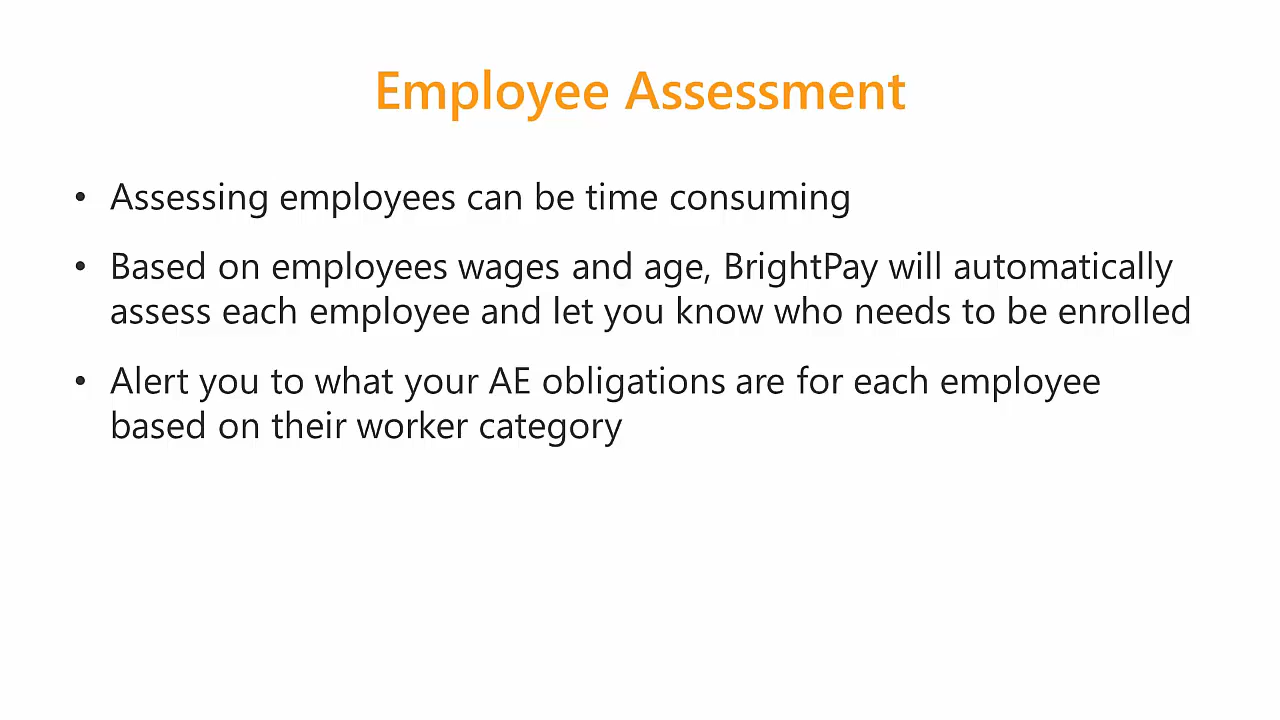 Employee Assessment
• Assessing employees can be time consuming
• Based on employees wages and age, BrightPay will automatically
assess each employee and let you know who needs to be enrolled
• Alert you to what your AE obligations are for each employee
based on their worker category